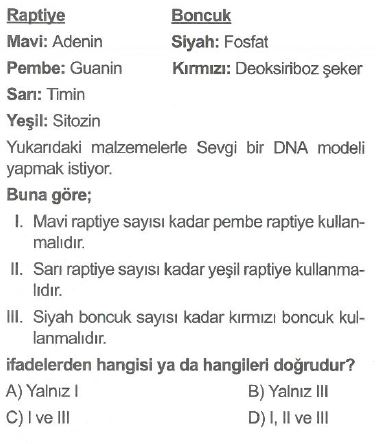 Raptiye Boncuk
Mavi: Adenin Siyah: Fosfat
Pembe: Guanin Kırmızı: Deoksiriboz şeker
Sarı: Timin
Yeşil: Sitozin
Yukarıdaki malzemelerle Sevgi bir DNA modeli
yapmak istiyor.
Buna göre;
I. Mavi raptiye sayısı kadar pembe raptiye kullan-
malıdır.
II. Sarı raptiye sayısı kadar yeşil raptiye kullanma-
lıdır.
III. Siyah boncuk sayısı kadar kırmızı boncuk kul-
lanmalıdır.
ifadelerden hangisi ya da hangileri doğrudur?
A) Yalnız I B) Yalnız III
C) I ve III D) I, II ve III